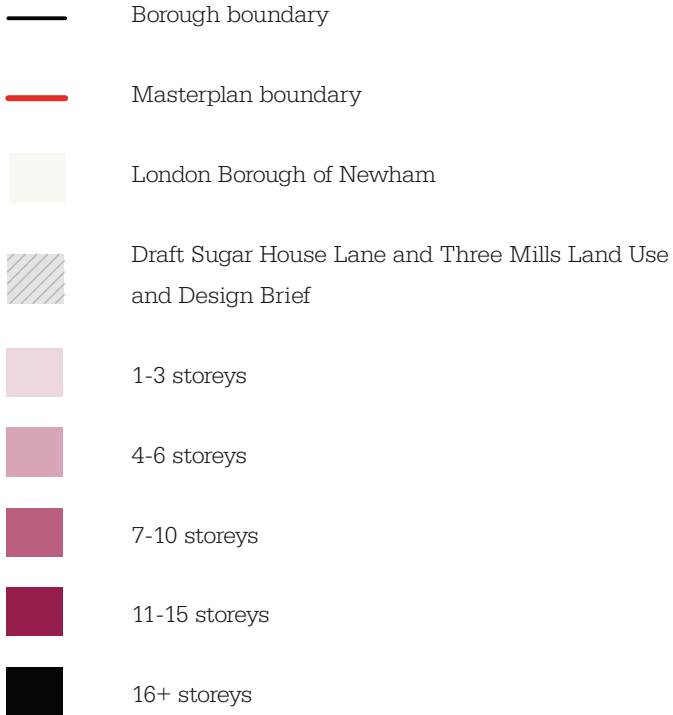 Borough boundary
Masterplan boundary
London Borough of Newham
Draft Sugar House Lane and Three Mills Land Use
and Design Brief
1-3 storeys
4-6 storeys
7-10 storeys
11-15 storeys
16+ storeys